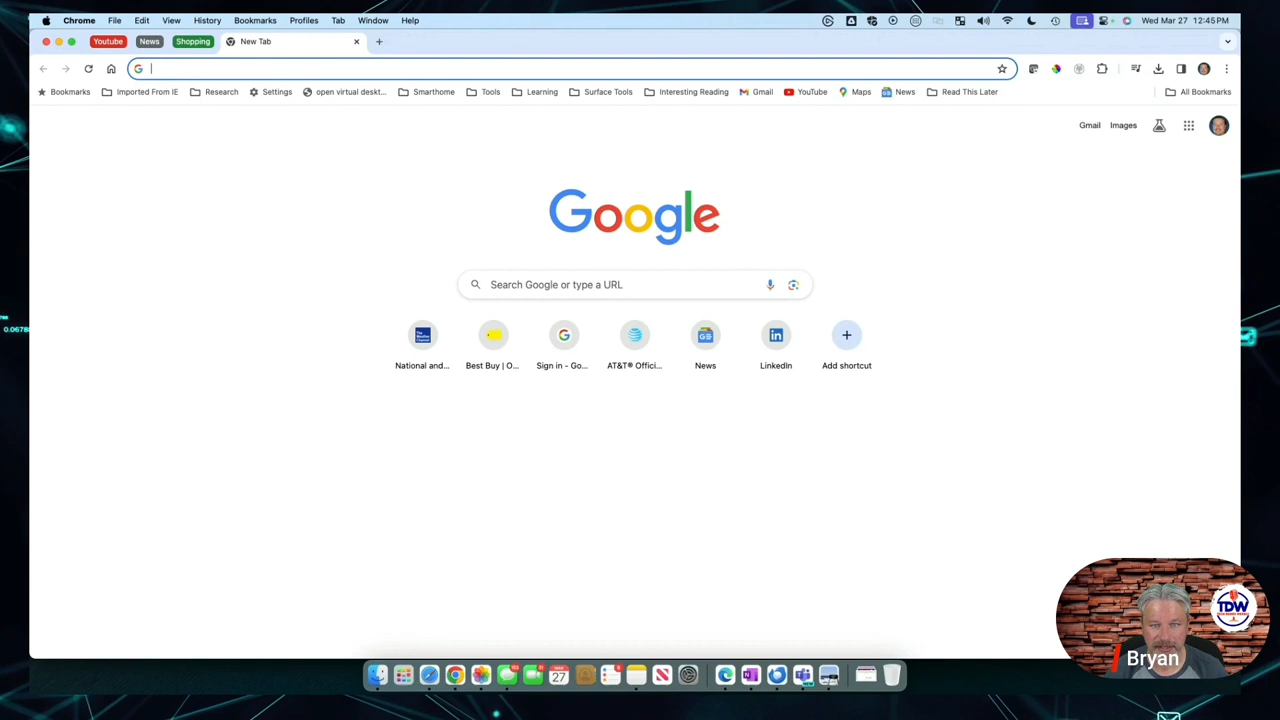 Chrome File Edit View History Bookmarks Profiles Tab Window Help Wed Mar 27 12:45 PM
Youtube News Shopping New Tab
Bookmarks Imported From IE Research Settings open virtual deskt... Smarthome Tools Learning Surface Tools Interesting Reading Gmail YouTube Maps News Read This Later All Bookmarks
Gmail Images
Google
Search Google or type a URL
National and... Best Buy | O... Sign in - Go... AT&T® Offici... News LinkedIn Add shortcut
TDW
Bryan
27